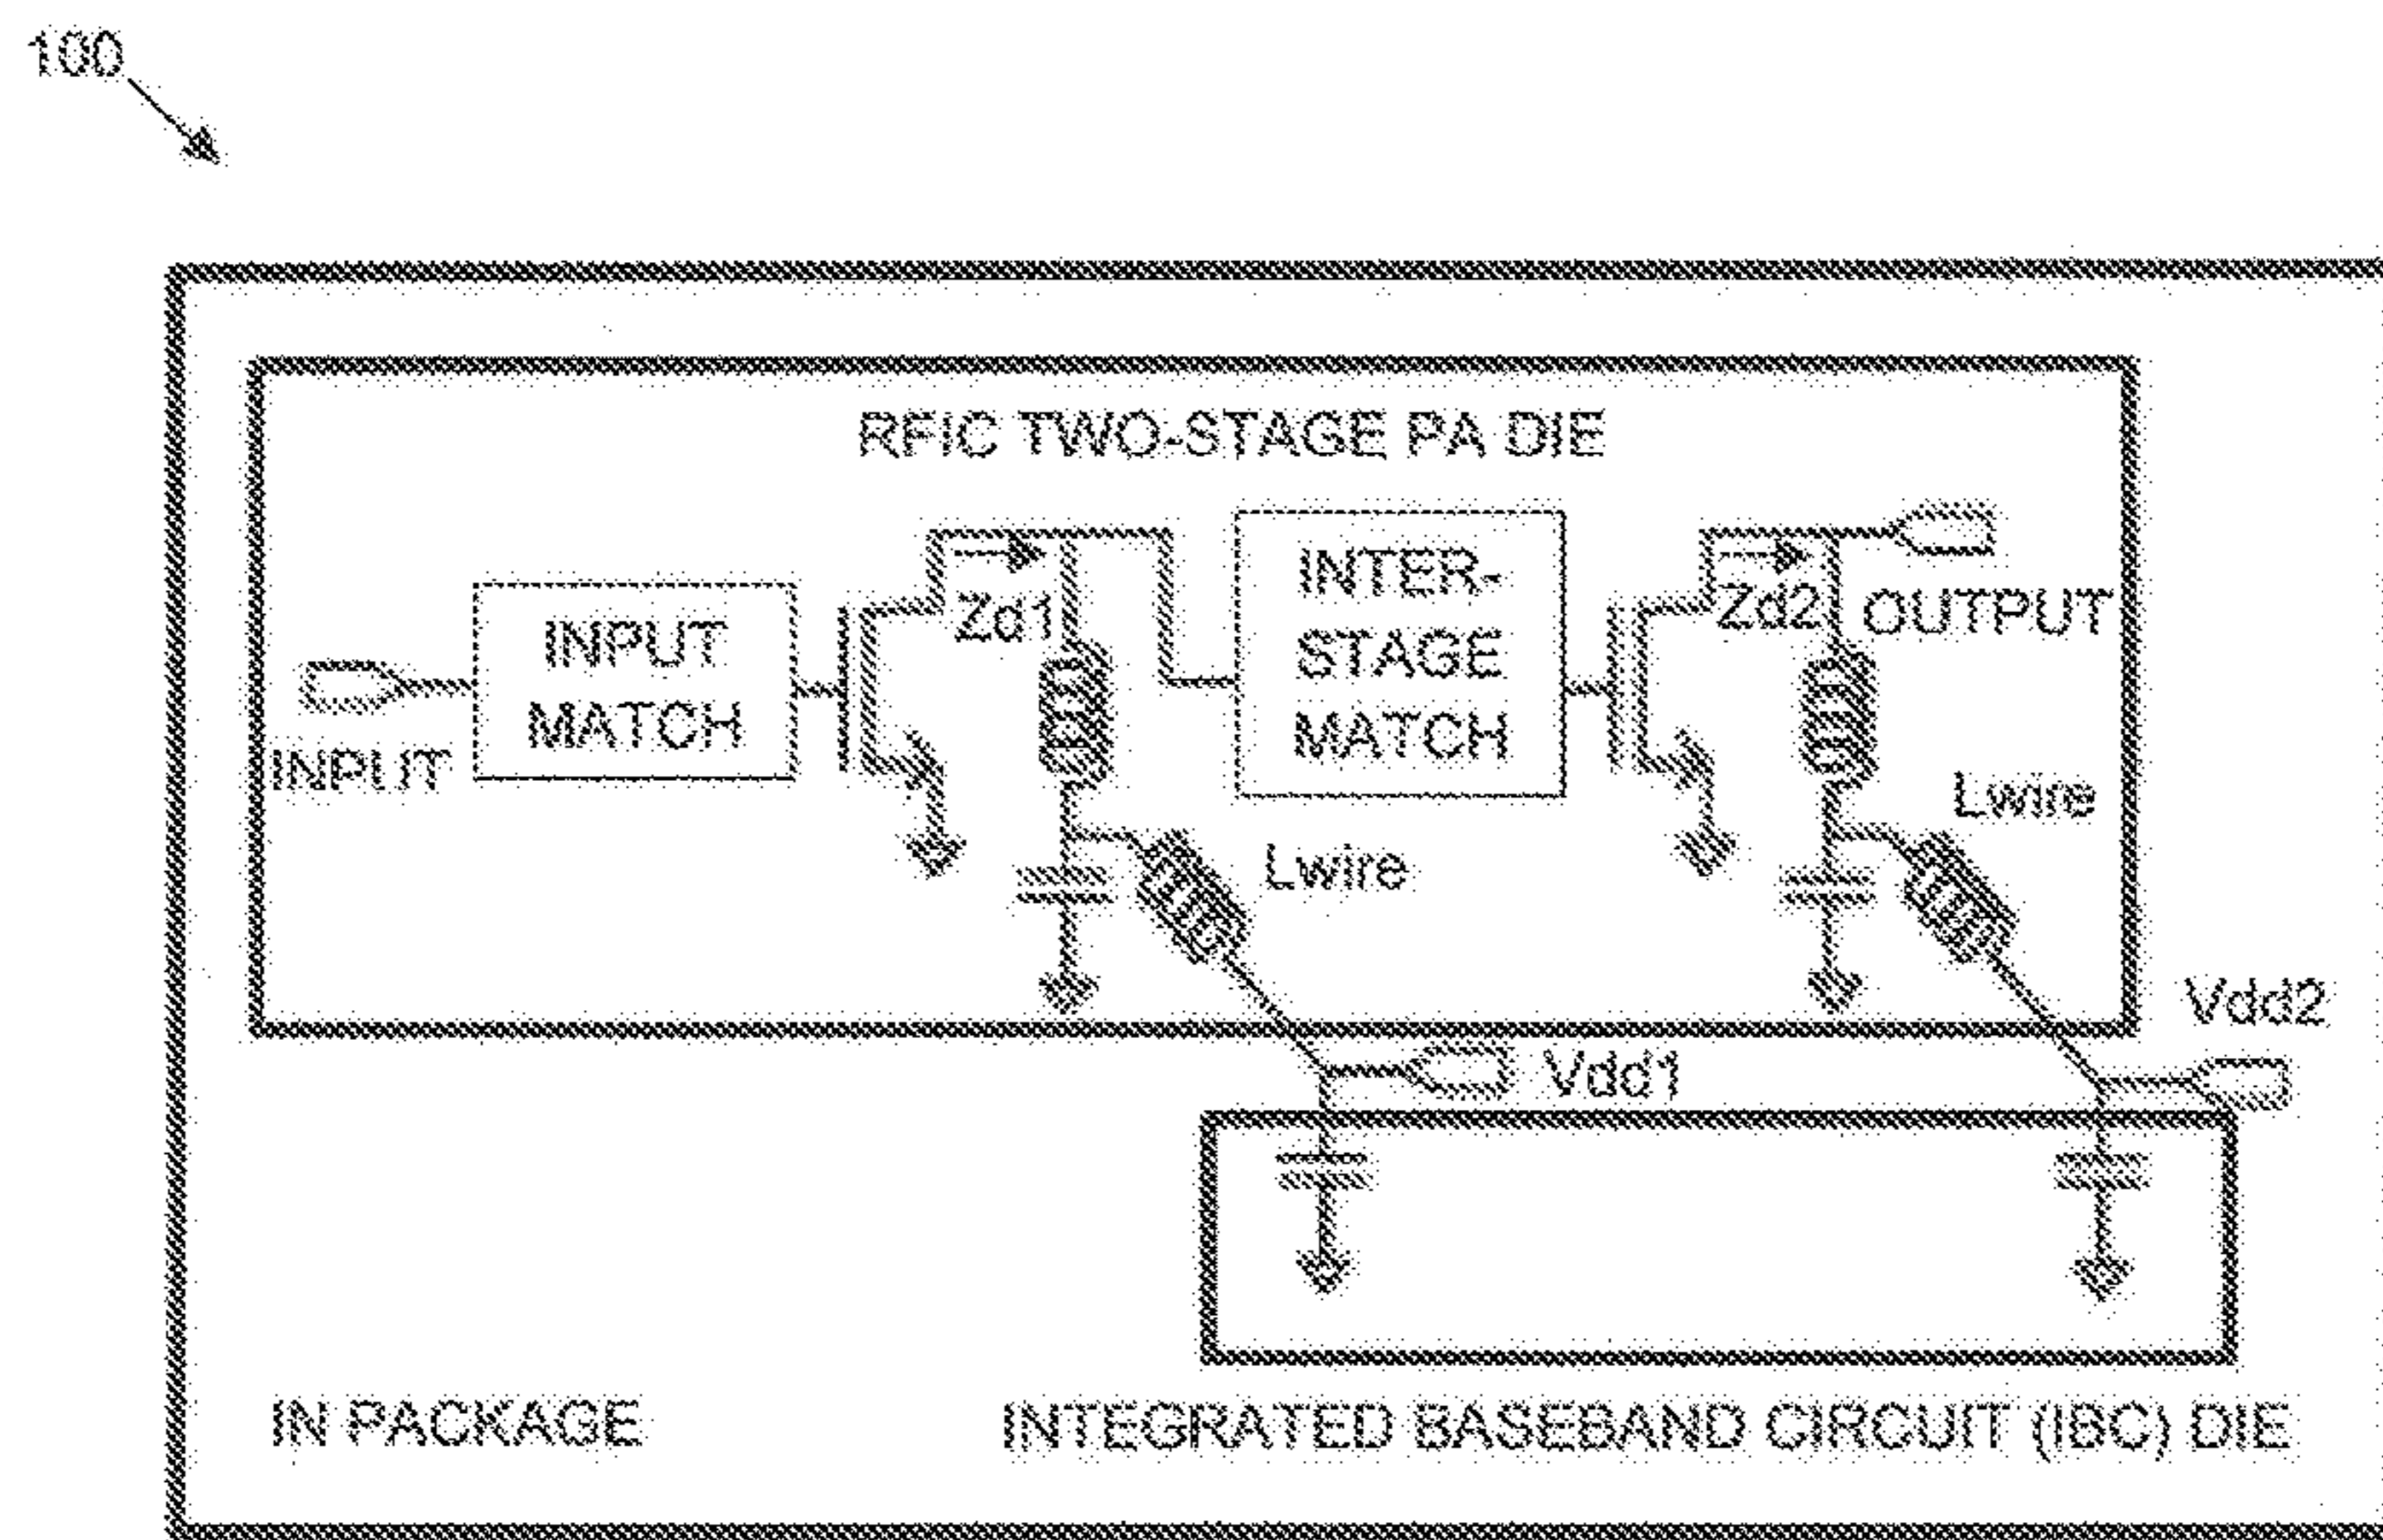 100
RFIC TWO-STAGE PA DIE
INPUT
INPUT
MATCH
Zd1
INTER-
STAGE
MATCH
Zd2
OUTPUT
Lwire
Lwire
Vdd1
Vdd2
IN PACKAGE
INTEGRATED BASEBAND CIRCUIT (IBC) DIE